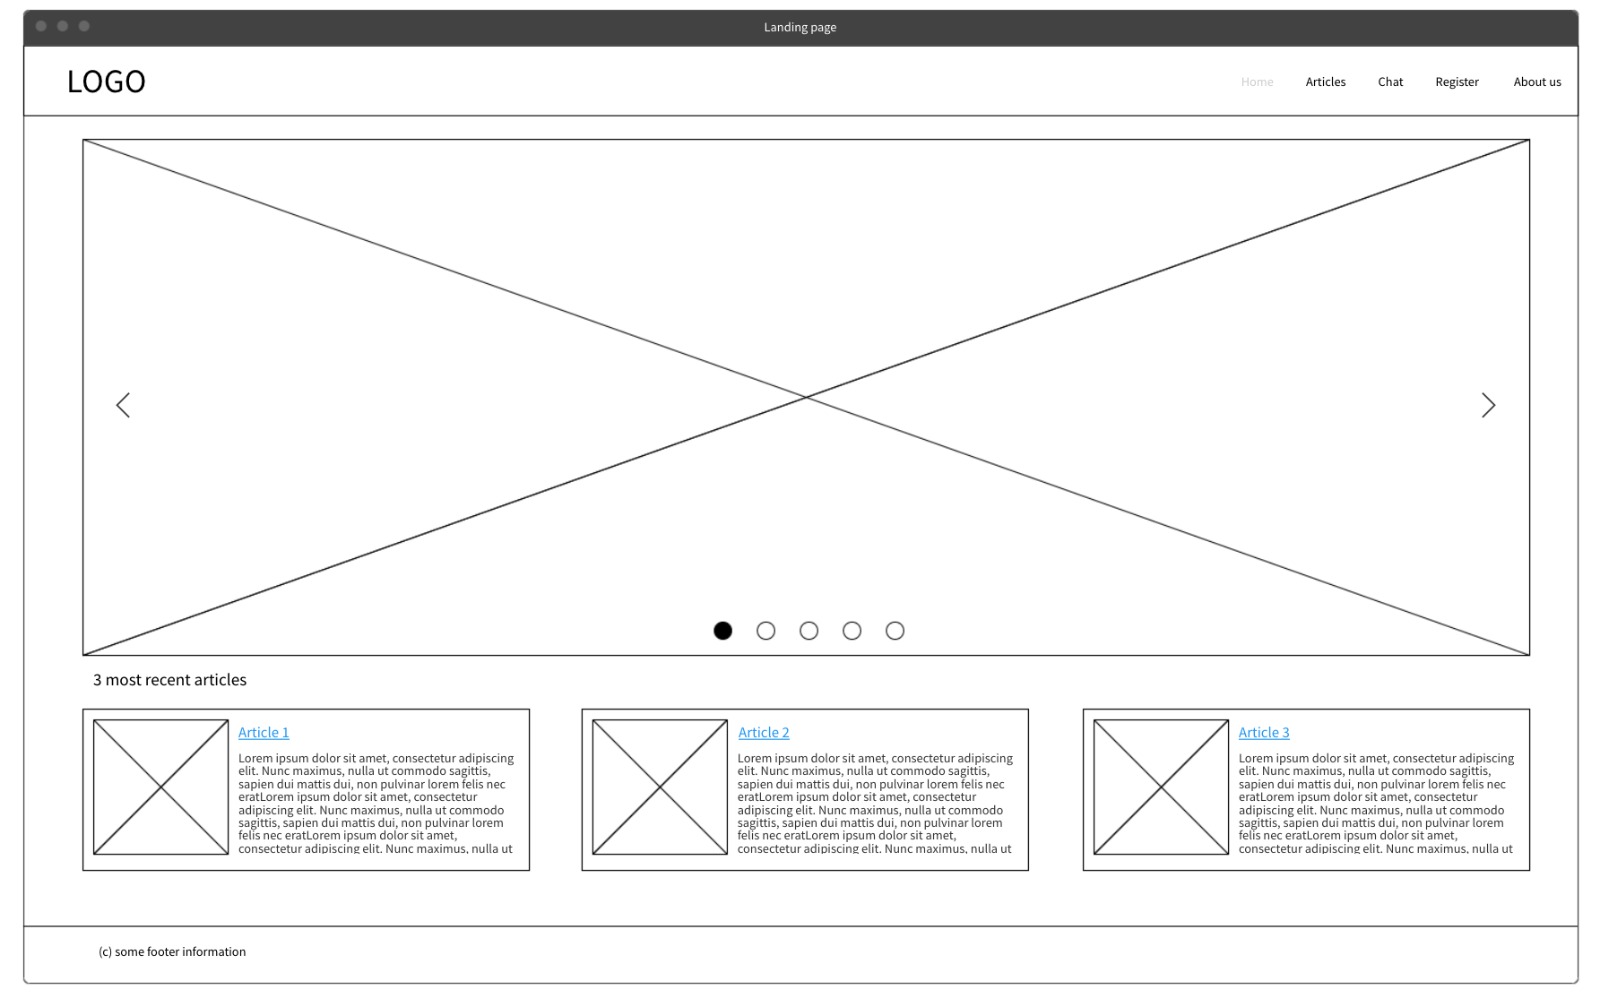 Landing page
LOGO
Home Articles Chat Register About us
3 most recent articles
Article 1
Lorem ipsum dolor sit amet, consectetur adipiscing
elit. Nunc maximus, nulla ut commodo sagittis,
sapien dui mattis dui, non pulvinar lorem felis nec
eratLorem ipsum dolor sit amet, consectetur
adipiscing elit. Nunc maximus, nulla ut commodo
sagittis, sapien dui mattis dui, non pulvinar lorem
felis nec eratLorem ipsum dolor sit amet,
consectetur adipiscing elit. Nunc maximus, nulla ut
Article 2
Lorem ipsum dolor sit amet, consectetur adipiscing
elit. Nunc maximus, nulla ut commodo sagittis,
sapien dui mattis dui, non pulvinar lorem felis nec
eratLorem ipsum dolor sit amet, consectetur
adipiscing elit. Nunc maximus, nulla ut commodo
sagittis, sapien dui mattis dui, non pulvinar lorem
felis nec eratLorem ipsum dolor sit amet,
consectetur adipiscing elit. Nunc maximus, nulla ut
Article 3
Lorem ipsum dolor sit amet, consectetur adipiscing
elit. Nunc maximus, nulla ut commodo sagittis,
sapien dui mattis dui, non pulvinar lorem felis nec
eratLorem ipsum dolor sit amet, consectetur
adipiscing elit. Nunc maximus, nulla ut commodo
sagittis, sapien dui mattis dui, non pulvinar lorem
felis nec eratLorem ipsum dolor sit amet,
consectetur adipiscing elit. Nunc maximus, nulla ut
(c) some footer information